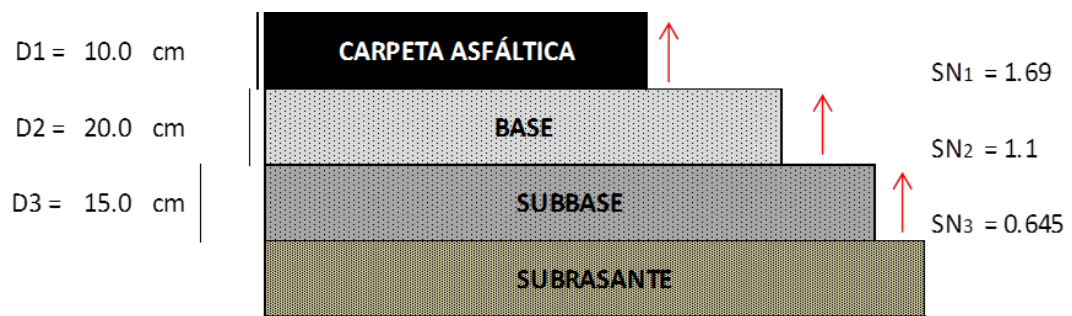 D1 = 10.0 cm
CARPETA ASFÁLTICA
SN₁ = 1.69
D2 = 20.0 cm
BASE
SN₂ = 1.1
D3 = 15.0 cm
SUBBASE
SN₃ = 0.645
SUBRASANTE